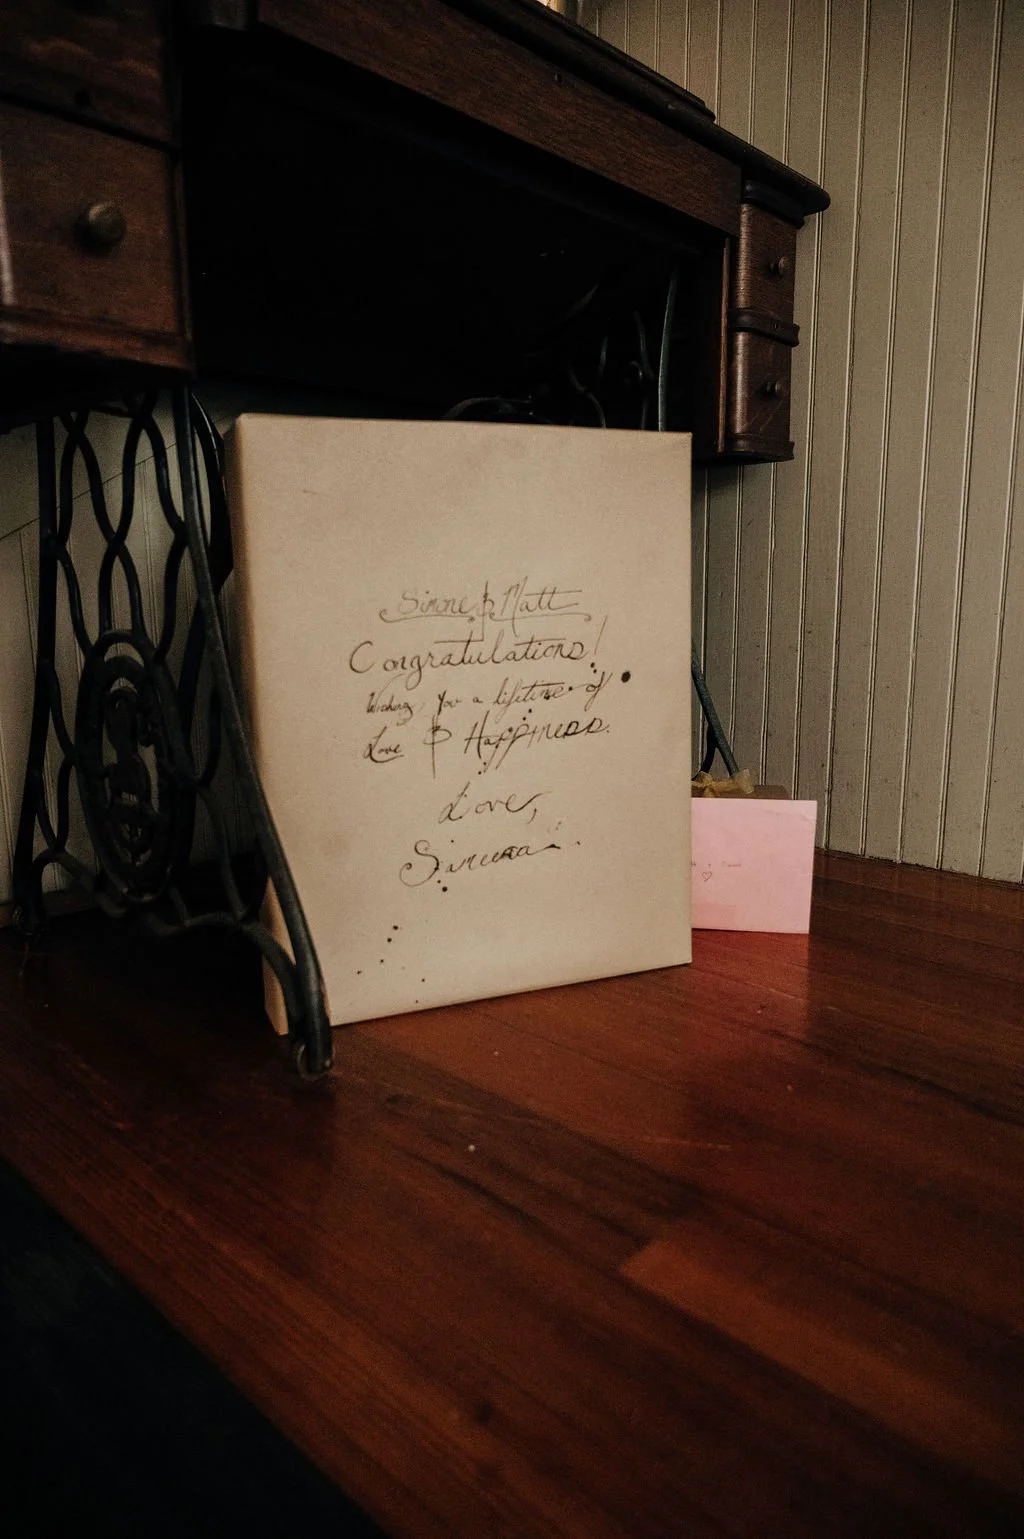 Simone & Matt
Congratulations!
Wishing You a lifetime of
Love & Happiness.
Love,